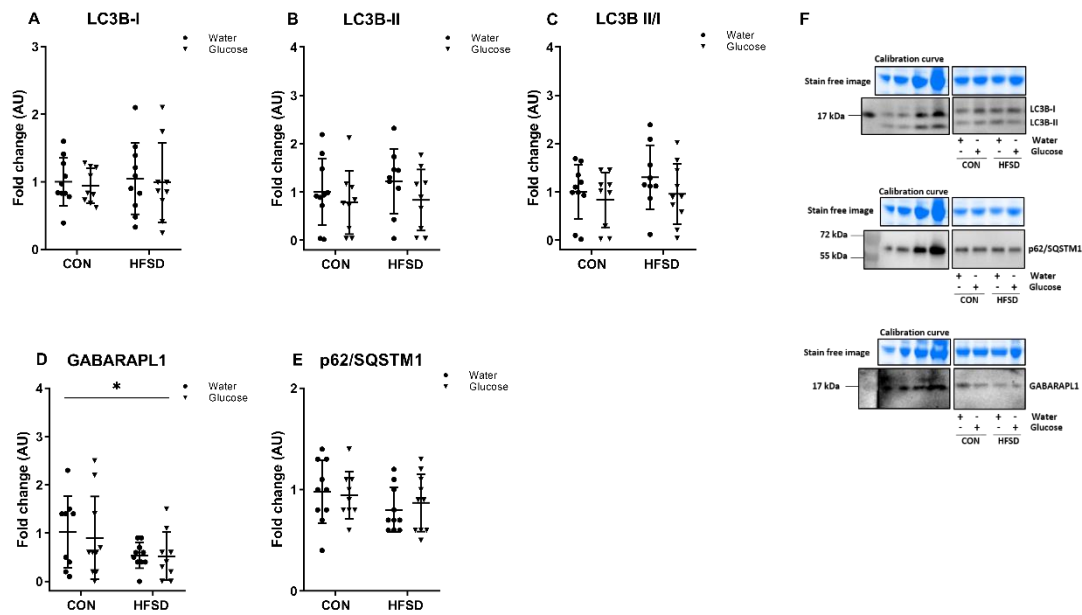 A LC3B-I
Water
Glucose
Fold change (AU)
3
2
1
0
CON HFSD
B LC3B-II
Water
Glucose
Fold change (AU)
4
3
2
1
0
CON HFSD
C LC3B II/I
Water
Glucose
Fold change (AU)
4
3
2
1
0
CON HFSD
D GABARAPL1
Water
Glucose
*
Fold change (AU)
4
3
2
1
0
CON HFSD
E p62/SQSTM1
Water
Glucose
Fold change (AU)
2
1
0
CON HFSD
F
Calibration curve
Stain free image
17 kDa
LC3B-I
LC3B-II
+ - + - Water
- + - + Glucose
CON HFSD
Calibration curve
Stain free image
72 kDa
55 kDa
p62/SQSTM1
+ - + - Water
- + - + Glucose
CON HFSD
Calibration curve
Stain free image
17 kDa
GABARAPL1
+ - + - Water
- + - + Glucose
CON HFSD